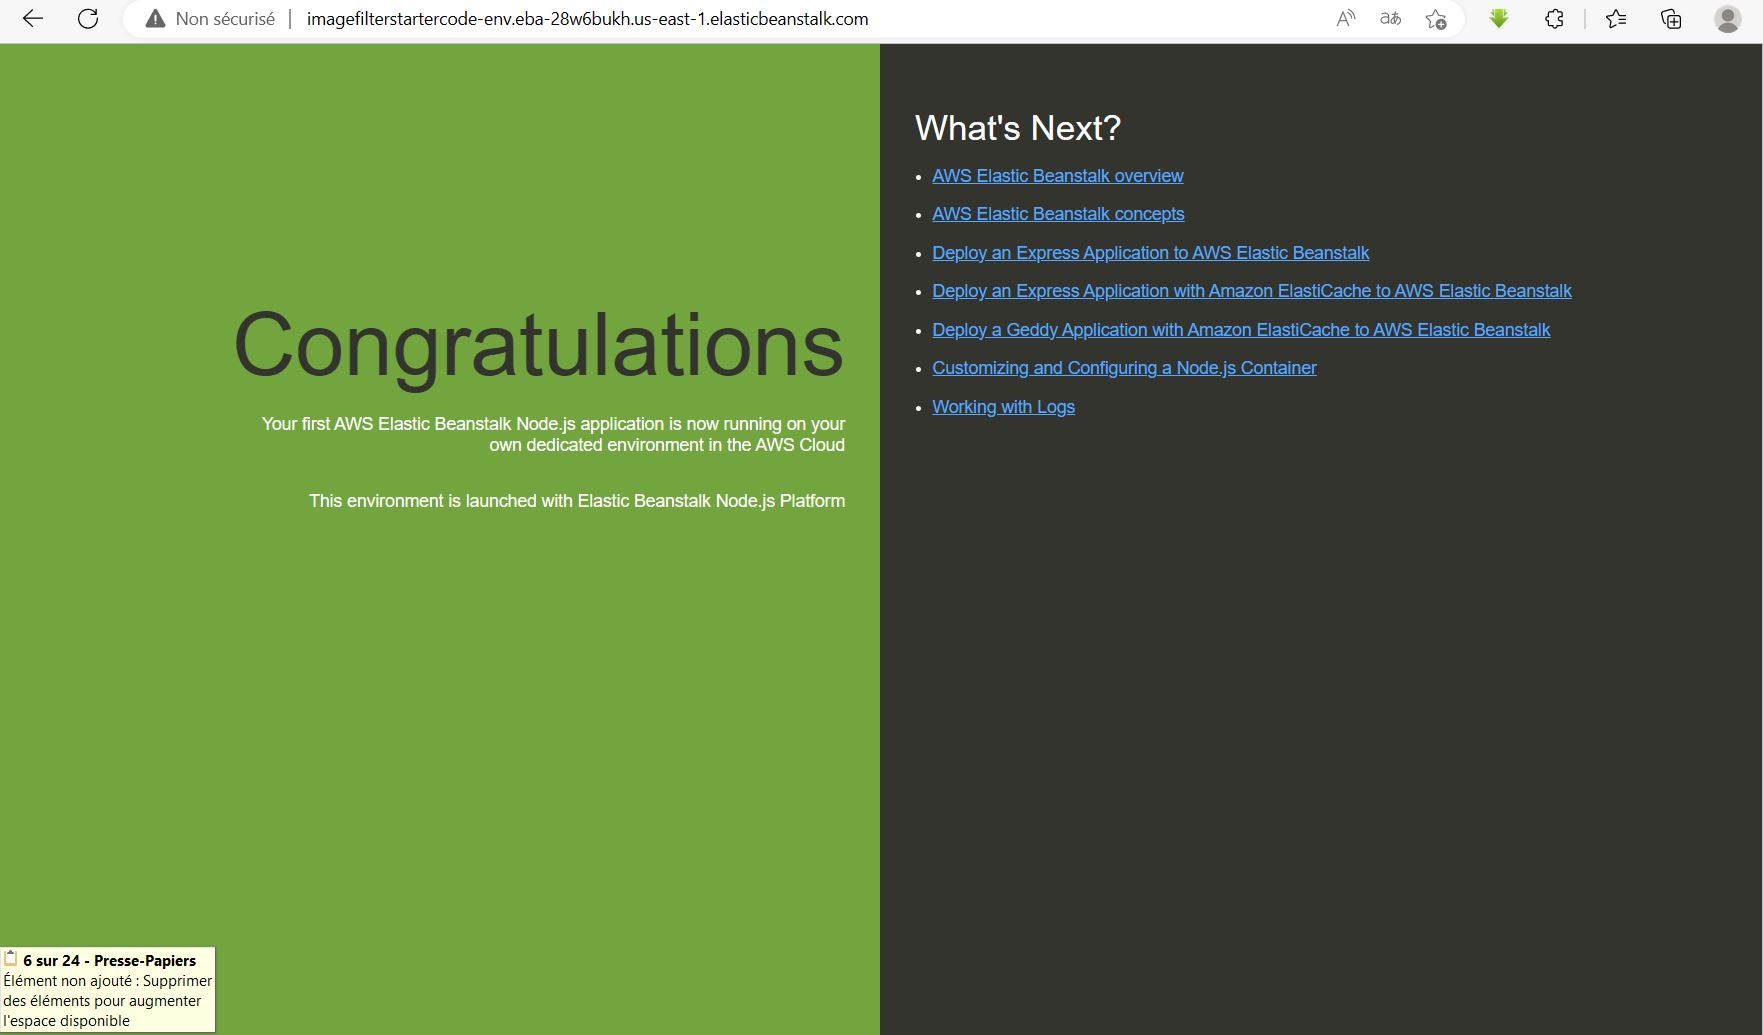 Non sécurisé
imagefilterstartercode-env.eba-28w6bukh.us-east-1.elasticbeanstalk.com
Congratulations
Your first AWS Elastic Beanstalk Node.js application is now running on your
own dedicated environment in the AWS Cloud
This environment is launched with Elastic Beanstalk Node.js Platform
What's Next?
AWS Elastic Beanstalk overview
AWS Elastic Beanstalk concepts
Deploy an Express Application to AWS Elastic Beanstalk
Deploy an Express Application with Amazon ElastiCache to AWS Elastic Beanstalk
Deploy a Geddy Application with Amazon ElastiCache to AWS Elastic Beanstalk
Customizing and Configuring a Node.js Container
Working with Logs
6 sur 24 - Presse-Papiers
Élément non ajouté : Supprimer
des éléments pour augmenter
l'espace disponible